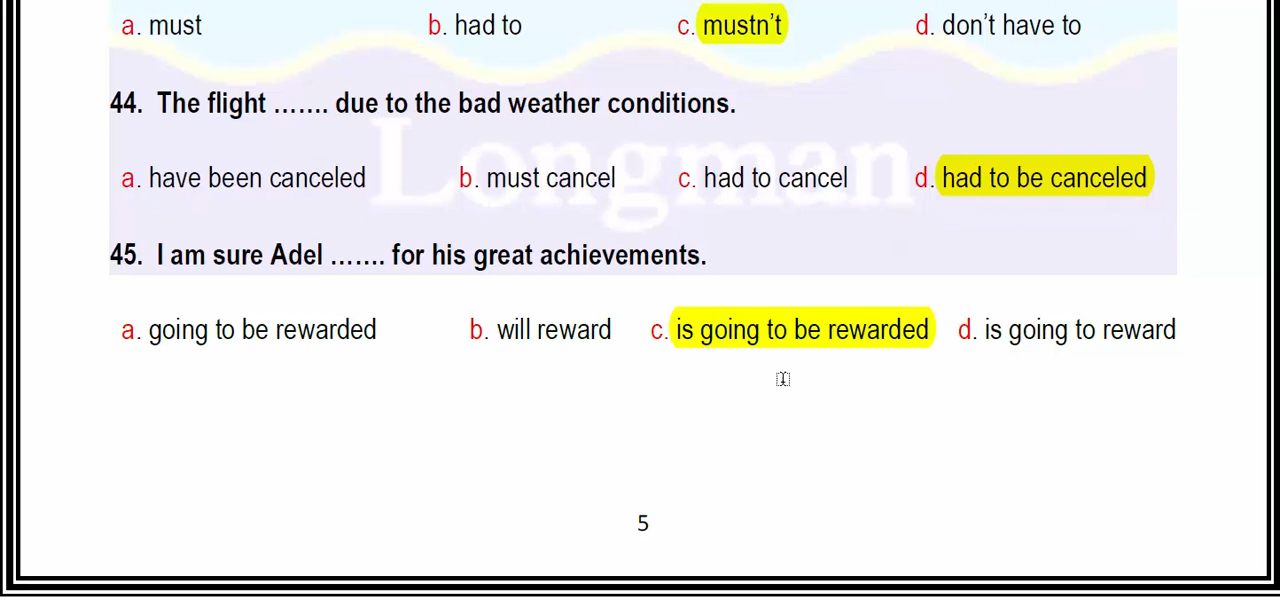 a. must b. had to c. mustn’t d. don’t have to
44. The flight ……. due to the bad weather conditions.
Longman
a. have been canceled b. must cancel c. had to cancel d. had to be canceled
45. I am sure Adel ……. for his great achievements.
a. going to be rewarded b. will reward c. is going to be rewarded d. is going to reward
5